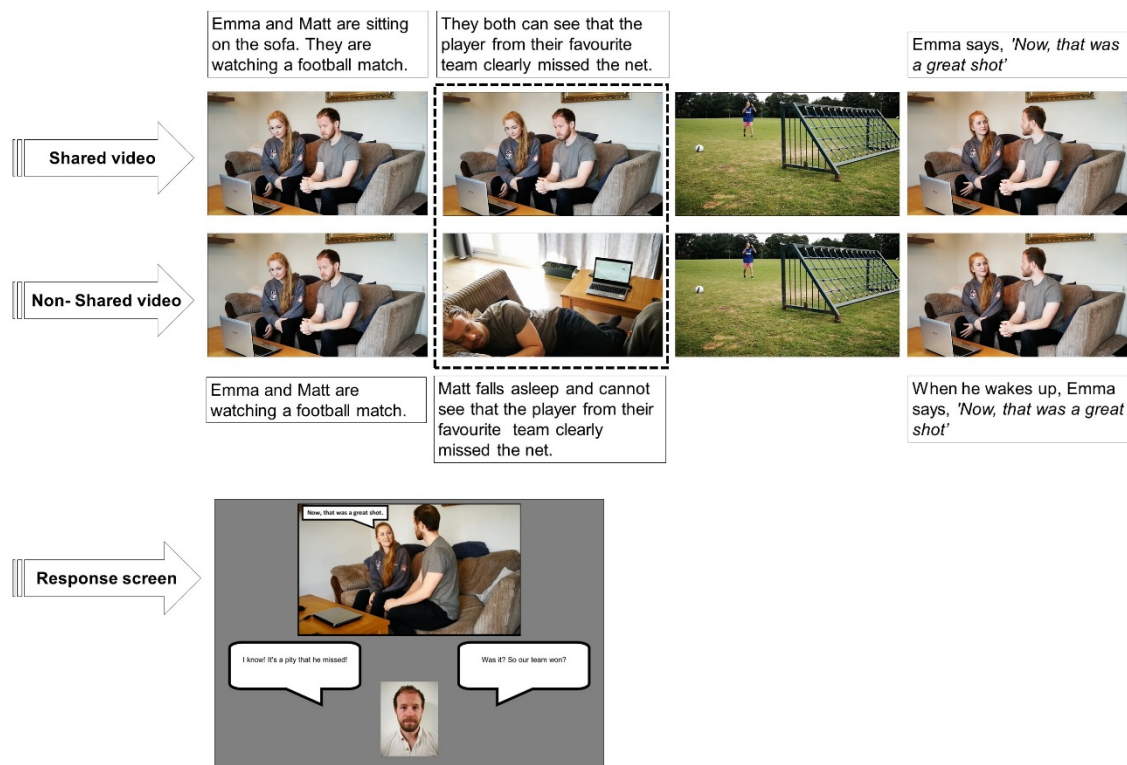 Emma and Matt are sitting
on the sofa. They are
watching a football match.
They both can see that the
player from their favourite
team clearly missed the net.
Emma says, 'Now, that was
a great shot'
Shared video
Non- Shared video
Emma and Matt are
watching a football match.
Matt falls asleep and cannot
see that the player from their
favourite team clearly
missed the net.
When he wakes up, Emma
says, 'Now, that was a great
shot'
Response screen
Now, that was a great shot.
I know! It's a pity that he missed!
Was it? So our team won?